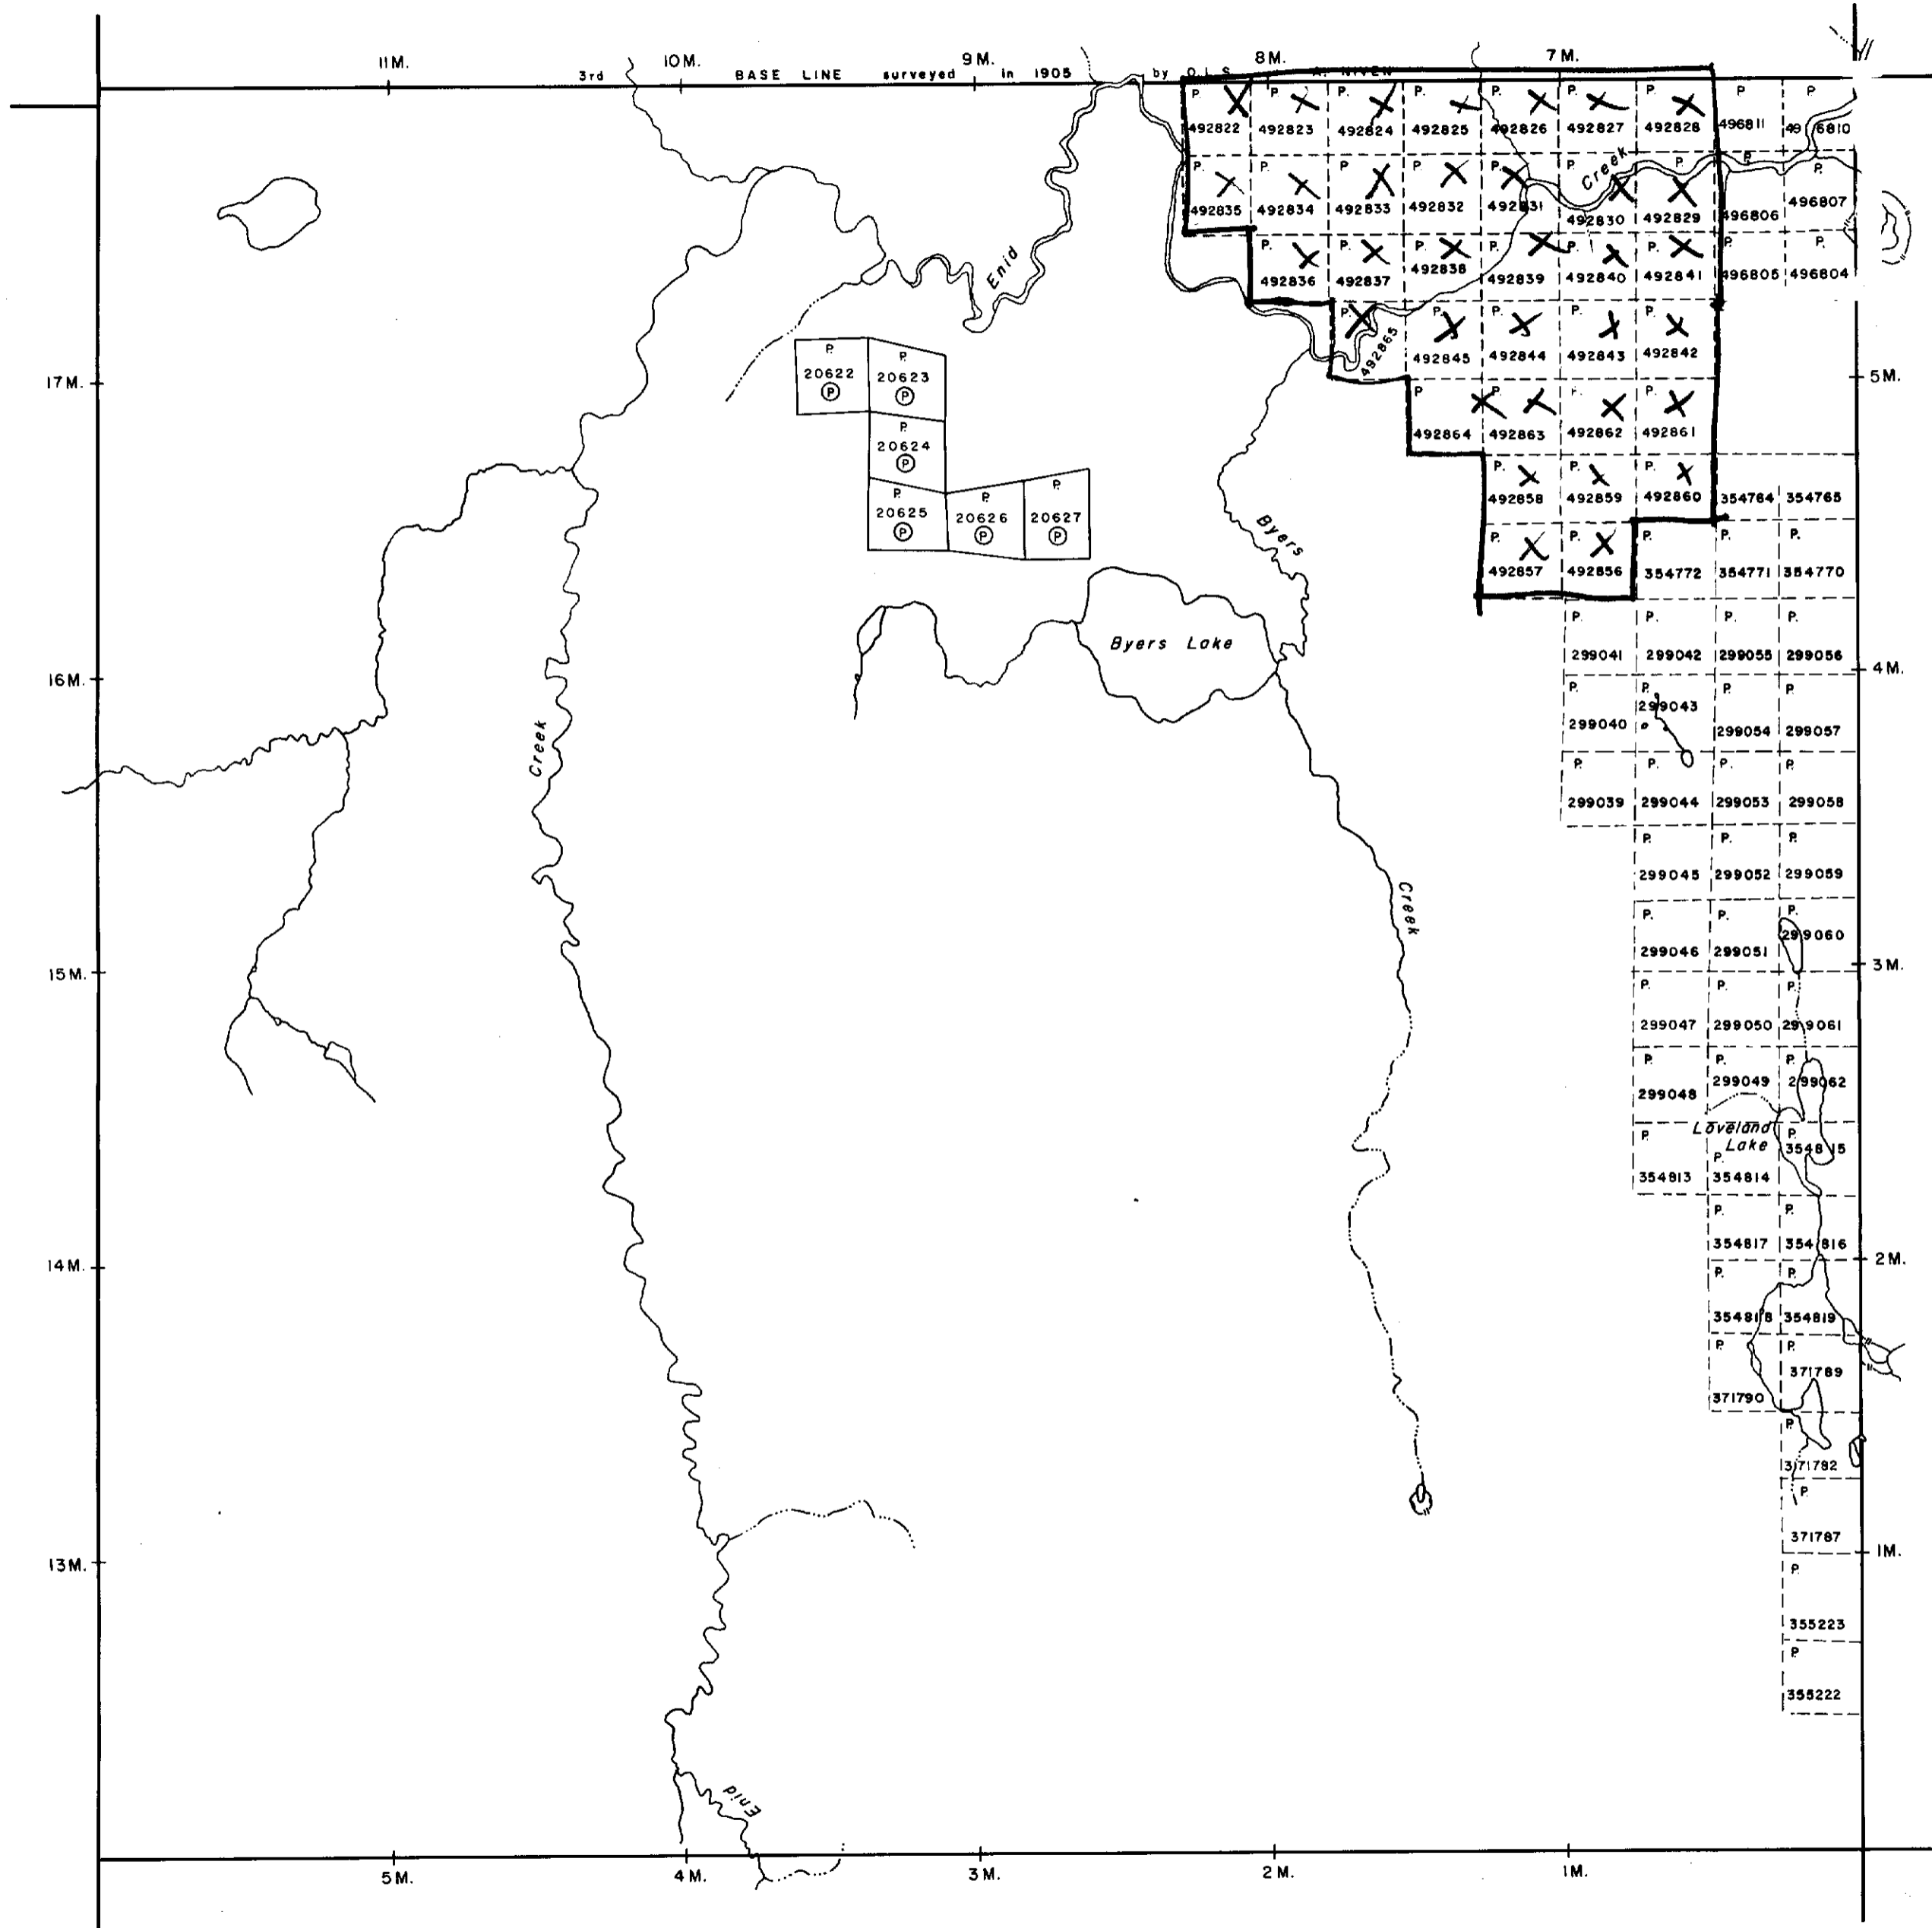 11M. 10M. 9M. 8M. 7M.
3rd BASE LINE surveyed in 1905 by O.L.S. A. NIVEN
P. P. P. P. P. P. P. P P
492822 492823 492824 492825 492826 492827 492828 496811 496810
Creek
P. P. P. P. P. P. P. P. P.
492835 492834 492833 492832 492831 492830 492829 496806 496807
Enid
P. P. P. P. P. P. P. P.
492836 492837 492838 492839 492840 492841 496805 496804
P. P. P. P. P.
492865 492845 492844 492843 492842
17M. 5M.
P. P.
20622 20623
P P
P P. P. P.
492864 492863 492862 492861
P.
20624
P
P. P. P.
492858 492859 492860 354764 354765
P. P. P.
20625 20626 20627
P P P
Byers
P. P. P. P. P.
492857 492856 354772 354771 354770
P. P. P. P.
299041 299042 299055 299056
Byers Lake
16M. 4M.
P. P. P. P.
299040 299043 299054 299057
Creek
P. P. P. P.
299039 299044 299053 299058
P. P. P.
299045 299052 299059
Creek
P. P. P.
299046 299051 299060
15M. 3M.
P. P. P.
299047 299050 299061
P. P. P.
299048 299049 299062
Loveland
Lake
P. P. P.
354813 354814 354815
P. P.
354817 354816
14M. 2M.
P. P.
354818 354819
P. P.
371790 371789
P.
371782
P.
371787
13M. 1M.
P.
355223
P.
355222
Enid
5M. 4M. 3M. 2M. 1M.